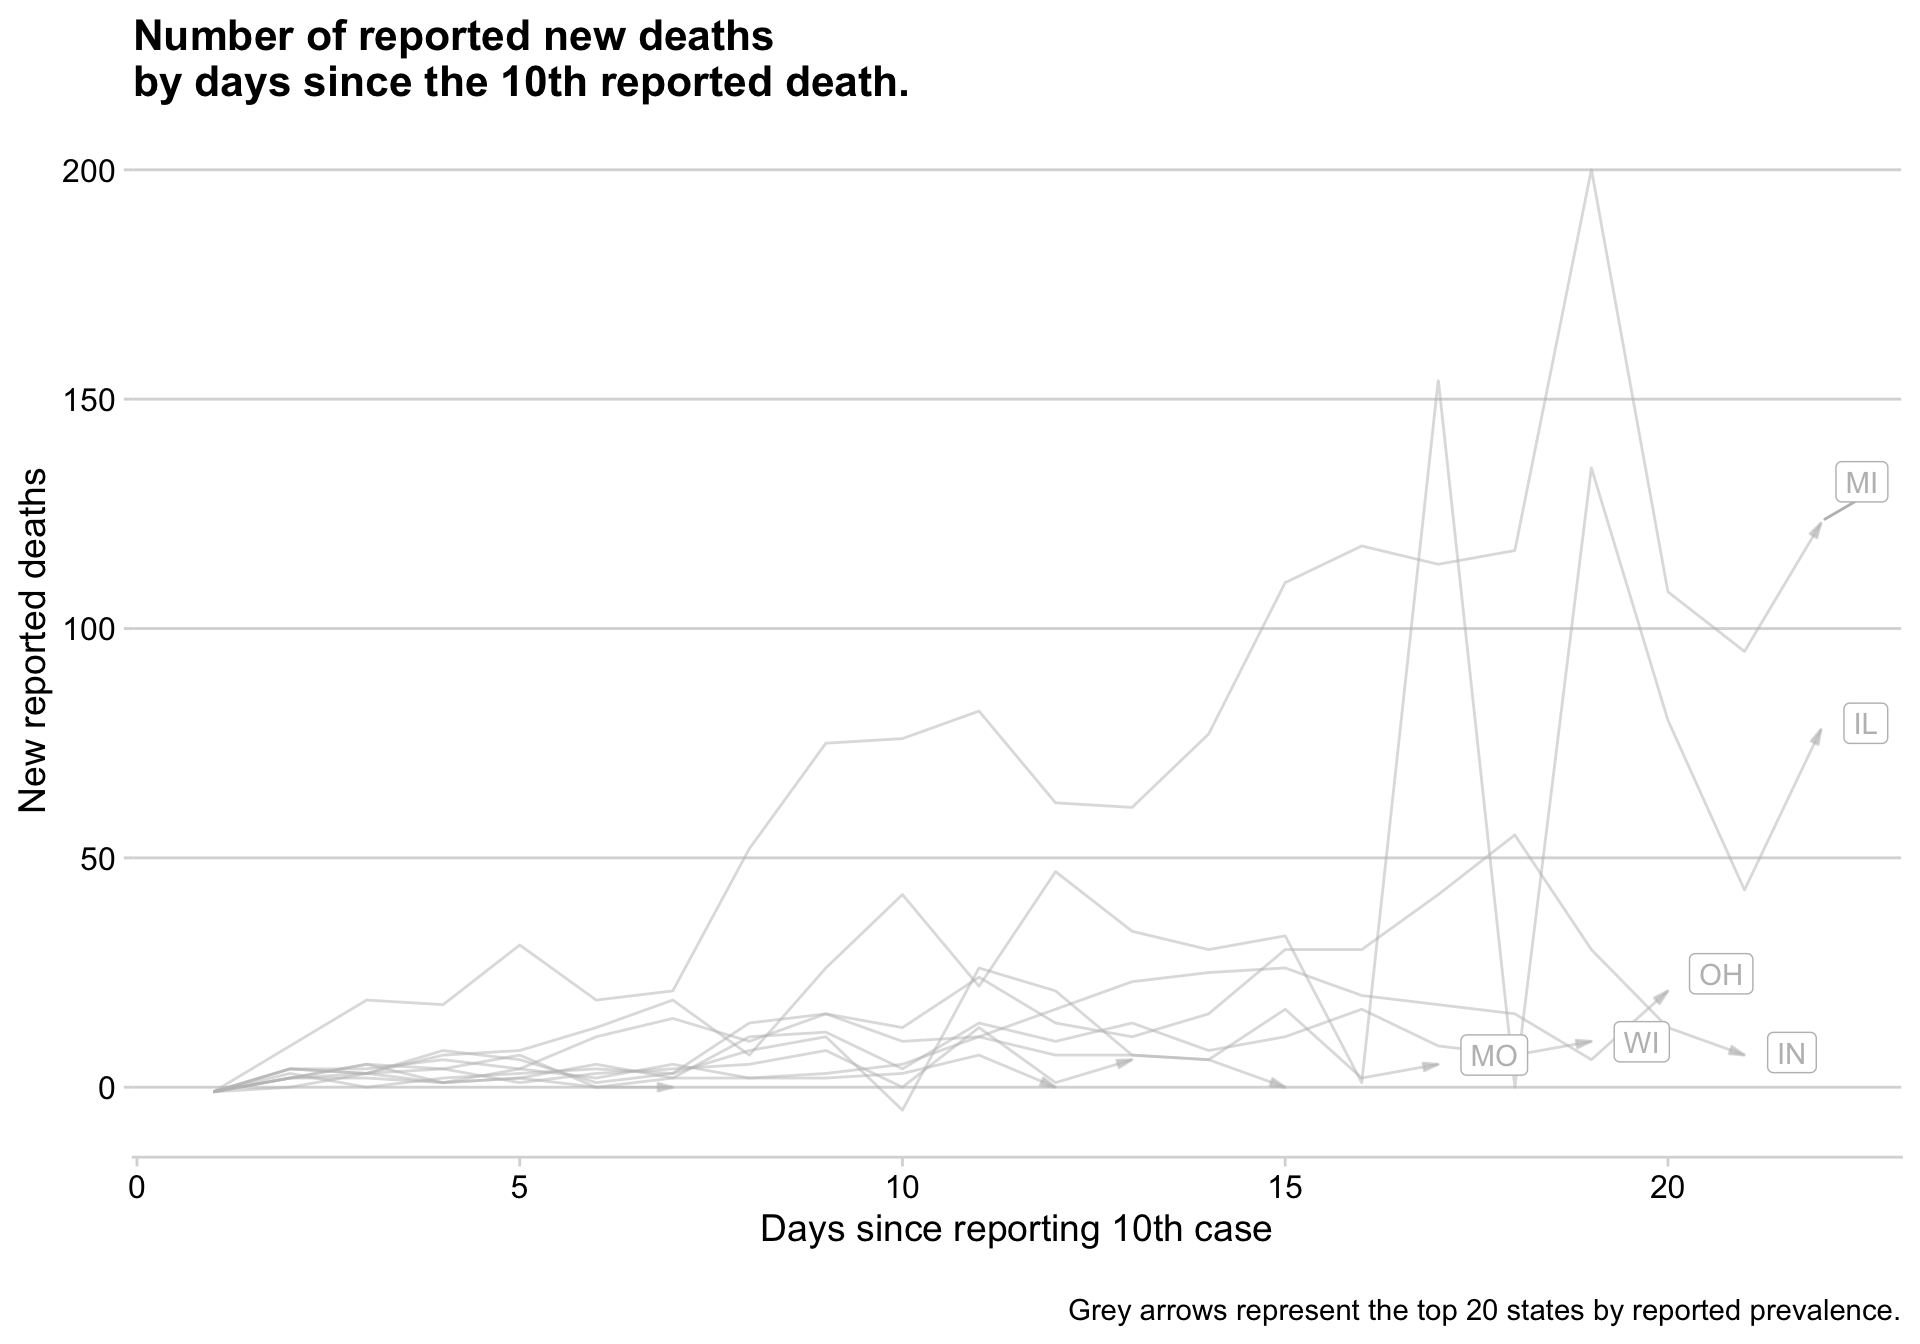 Number of reported new deaths
by days since the 10th reported death.
200
150
100
50
0
New reported deaths
MI
IL
OH
WI
MO
IN
0 5 10 15 20
Days since reporting 10th case
Grey arrows represent the top 20 states by reported prevalence.